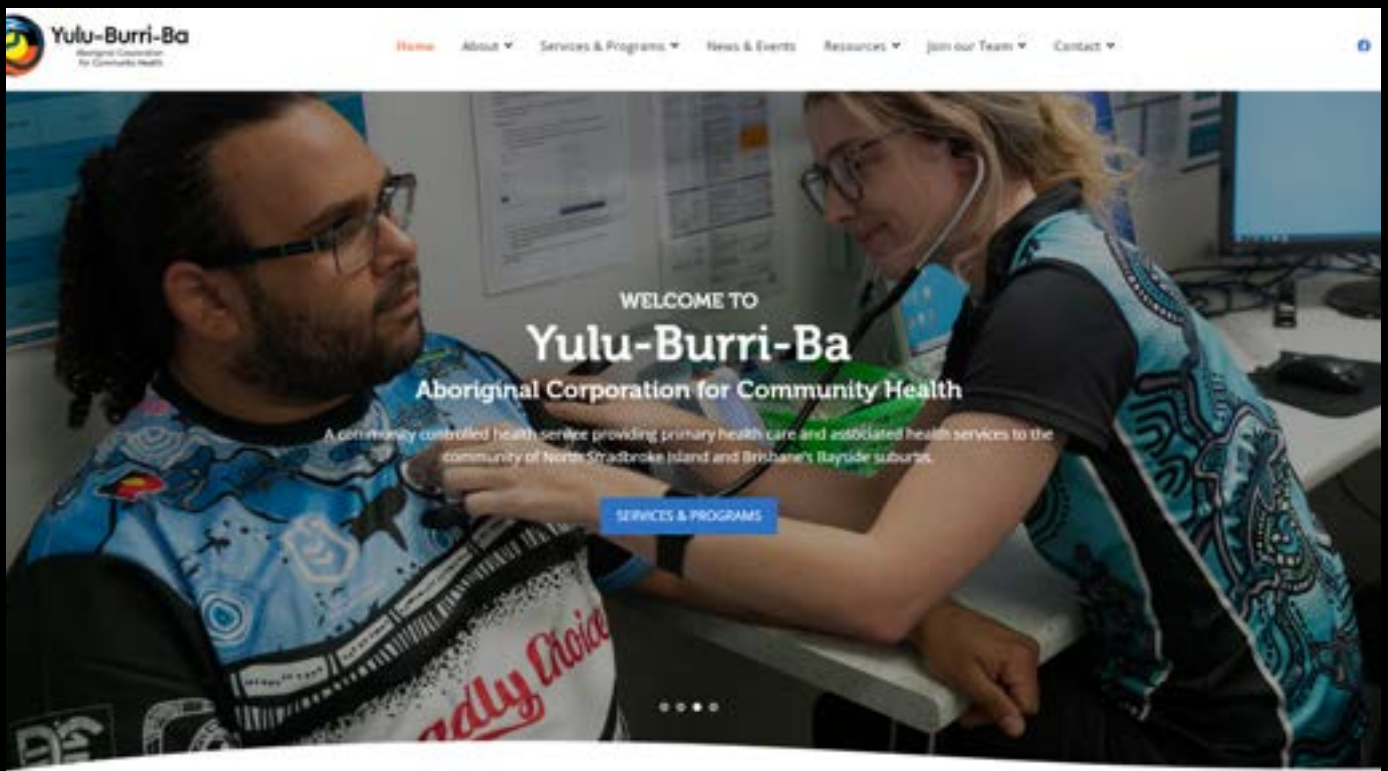 Yulu-Burri-Ba
Aboriginal Corporation
for Community Health
Home About Services & Programs News & Events Resources Join our Team Contact
WELCOME TO
Yulu-Burri-Ba
Aboriginal Corporation for Community Health
A community controlled health service providing primary health care and associated health services to the
community of North Stradbroke Island and Brisbane's Bayside suburbs.
SERVICES & PROGRAMS
adly Choice